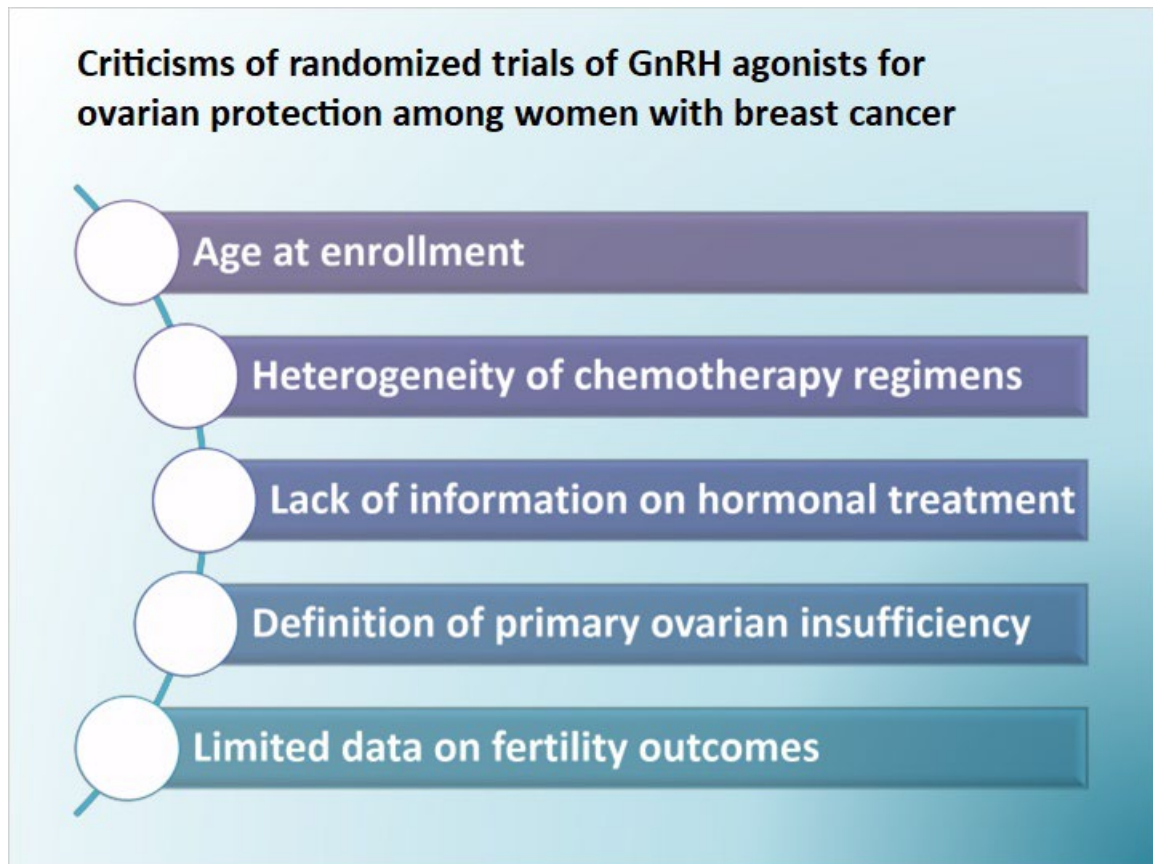 Criticisms of randomized trials of GnRH agonists for
ovarian protection among women with breast cancer
Age at enrollment
Heterogeneity of chemotherapy regimens
Lack of information on hormonal treatment
Definition of primary ovarian insufficiency
Limited data on fertility outcomes